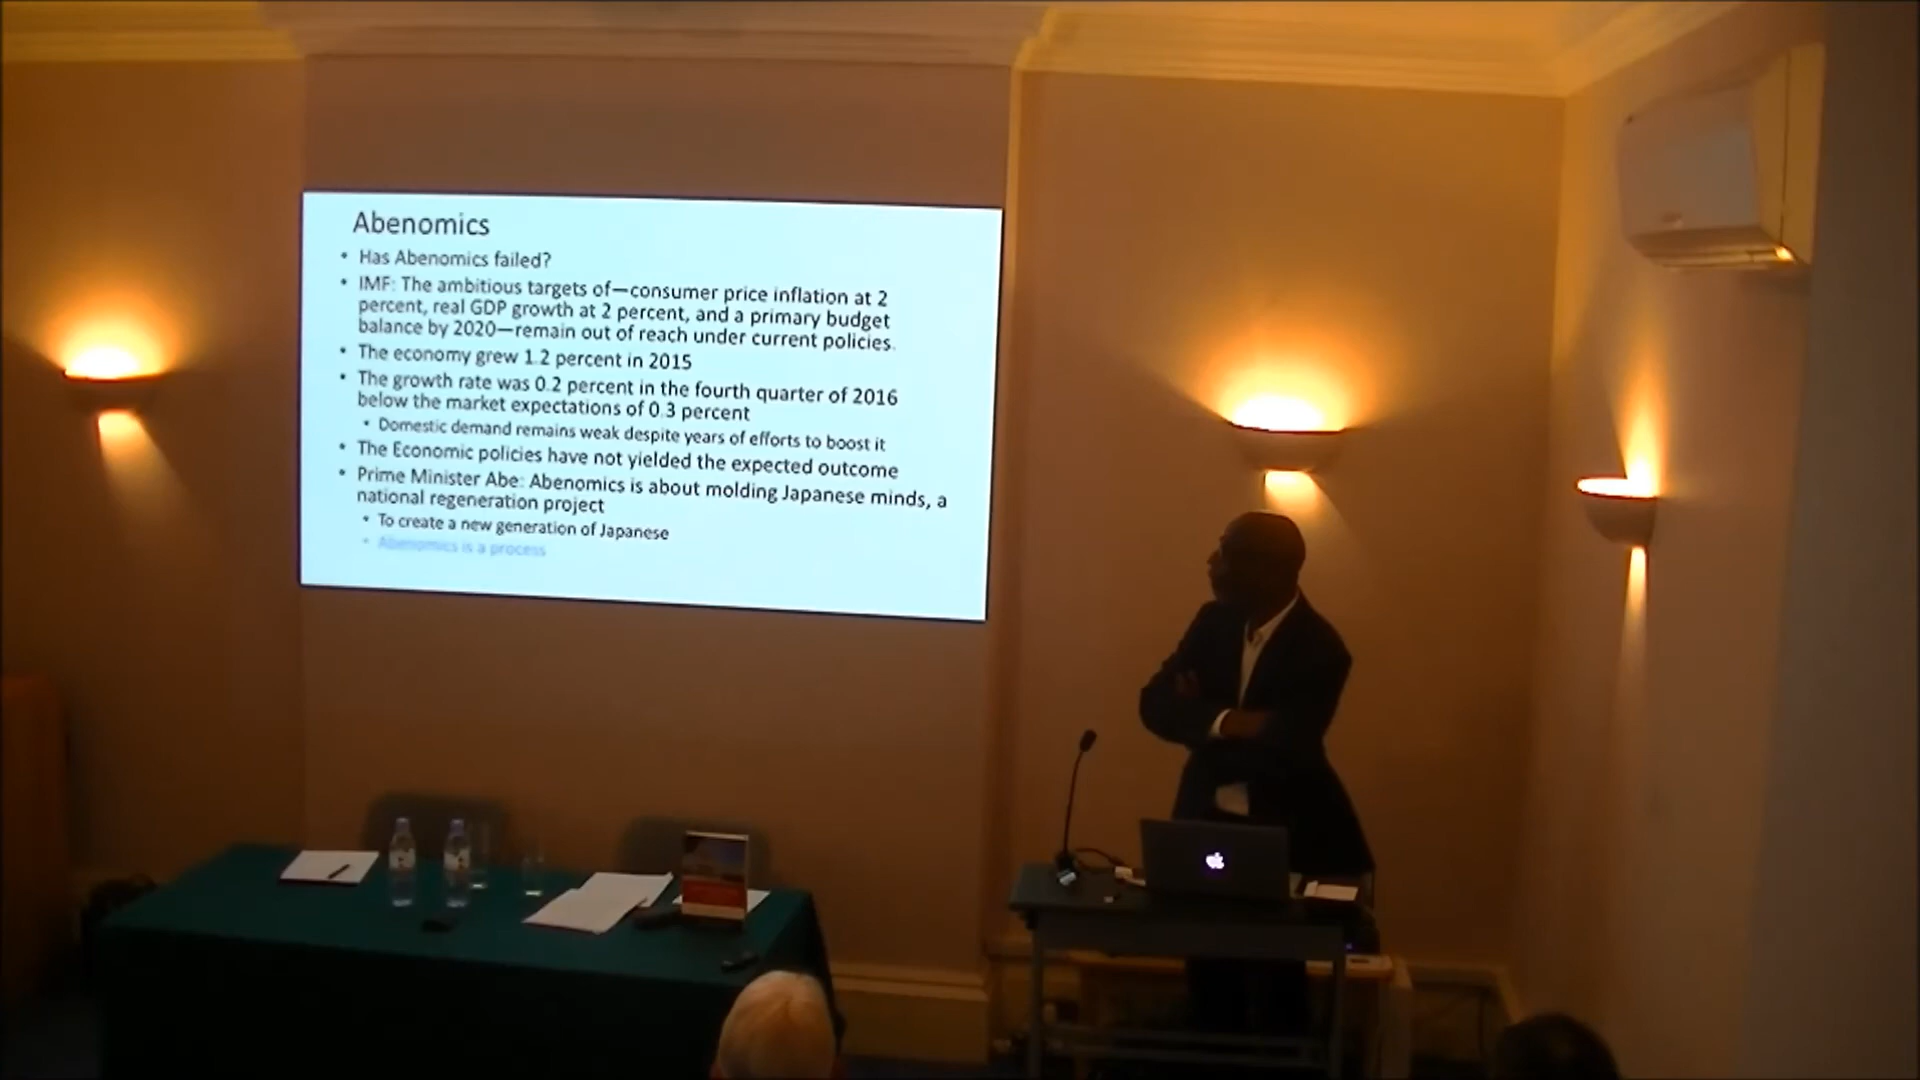 Abenomics
• Has Abenomics failed?
• IMF: The ambitious targets of—consumer price inflation at 2
percent, real GDP growth at 2 percent, and a primary budget
balance by 2020—remain out of reach under current policies.
• The economy grew 1.2 percent in 2015
• The growth rate was 0.2 percent in the fourth quarter of 2016
below the market expectations of 0.3 percent
• Domestic demand remains weak despite years of efforts to boost it
• The Economic policies have not yielded the expected outcome
• Prime Minister Abe: Abenomics is about molding Japanese minds, a
national regeneration project
• To create a new generation of Japanese
• Abenomics is a process